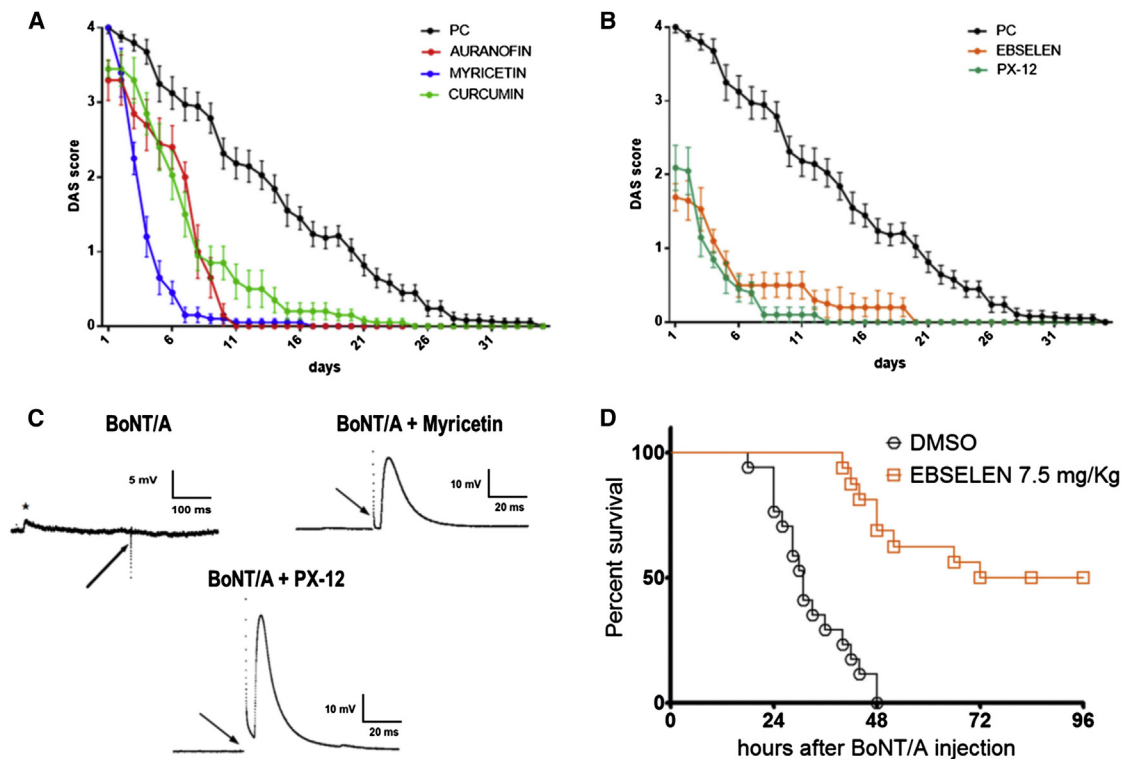 A
4
3
2
1
0
DAS score
1
6
11
16
21
26
31
days
PC
AURANOFIN
MYRICETIN
CURCUMIN
B
4
3
2
1
0
DAS score
1
6
11
16
21
26
31
days
PC
EBSELEN
PX-12
C
BoNT/A
5 mV
100 ms
*
BoNT/A + Myricetin
10 mV
20 ms
BoNT/A + PX-12
10 mV
20 ms
D
100
50
0
Percent survival
0
24
48
72
96
hours after BoNT/A injection
DMSO
EBSELEN 7.5 mg/Kg